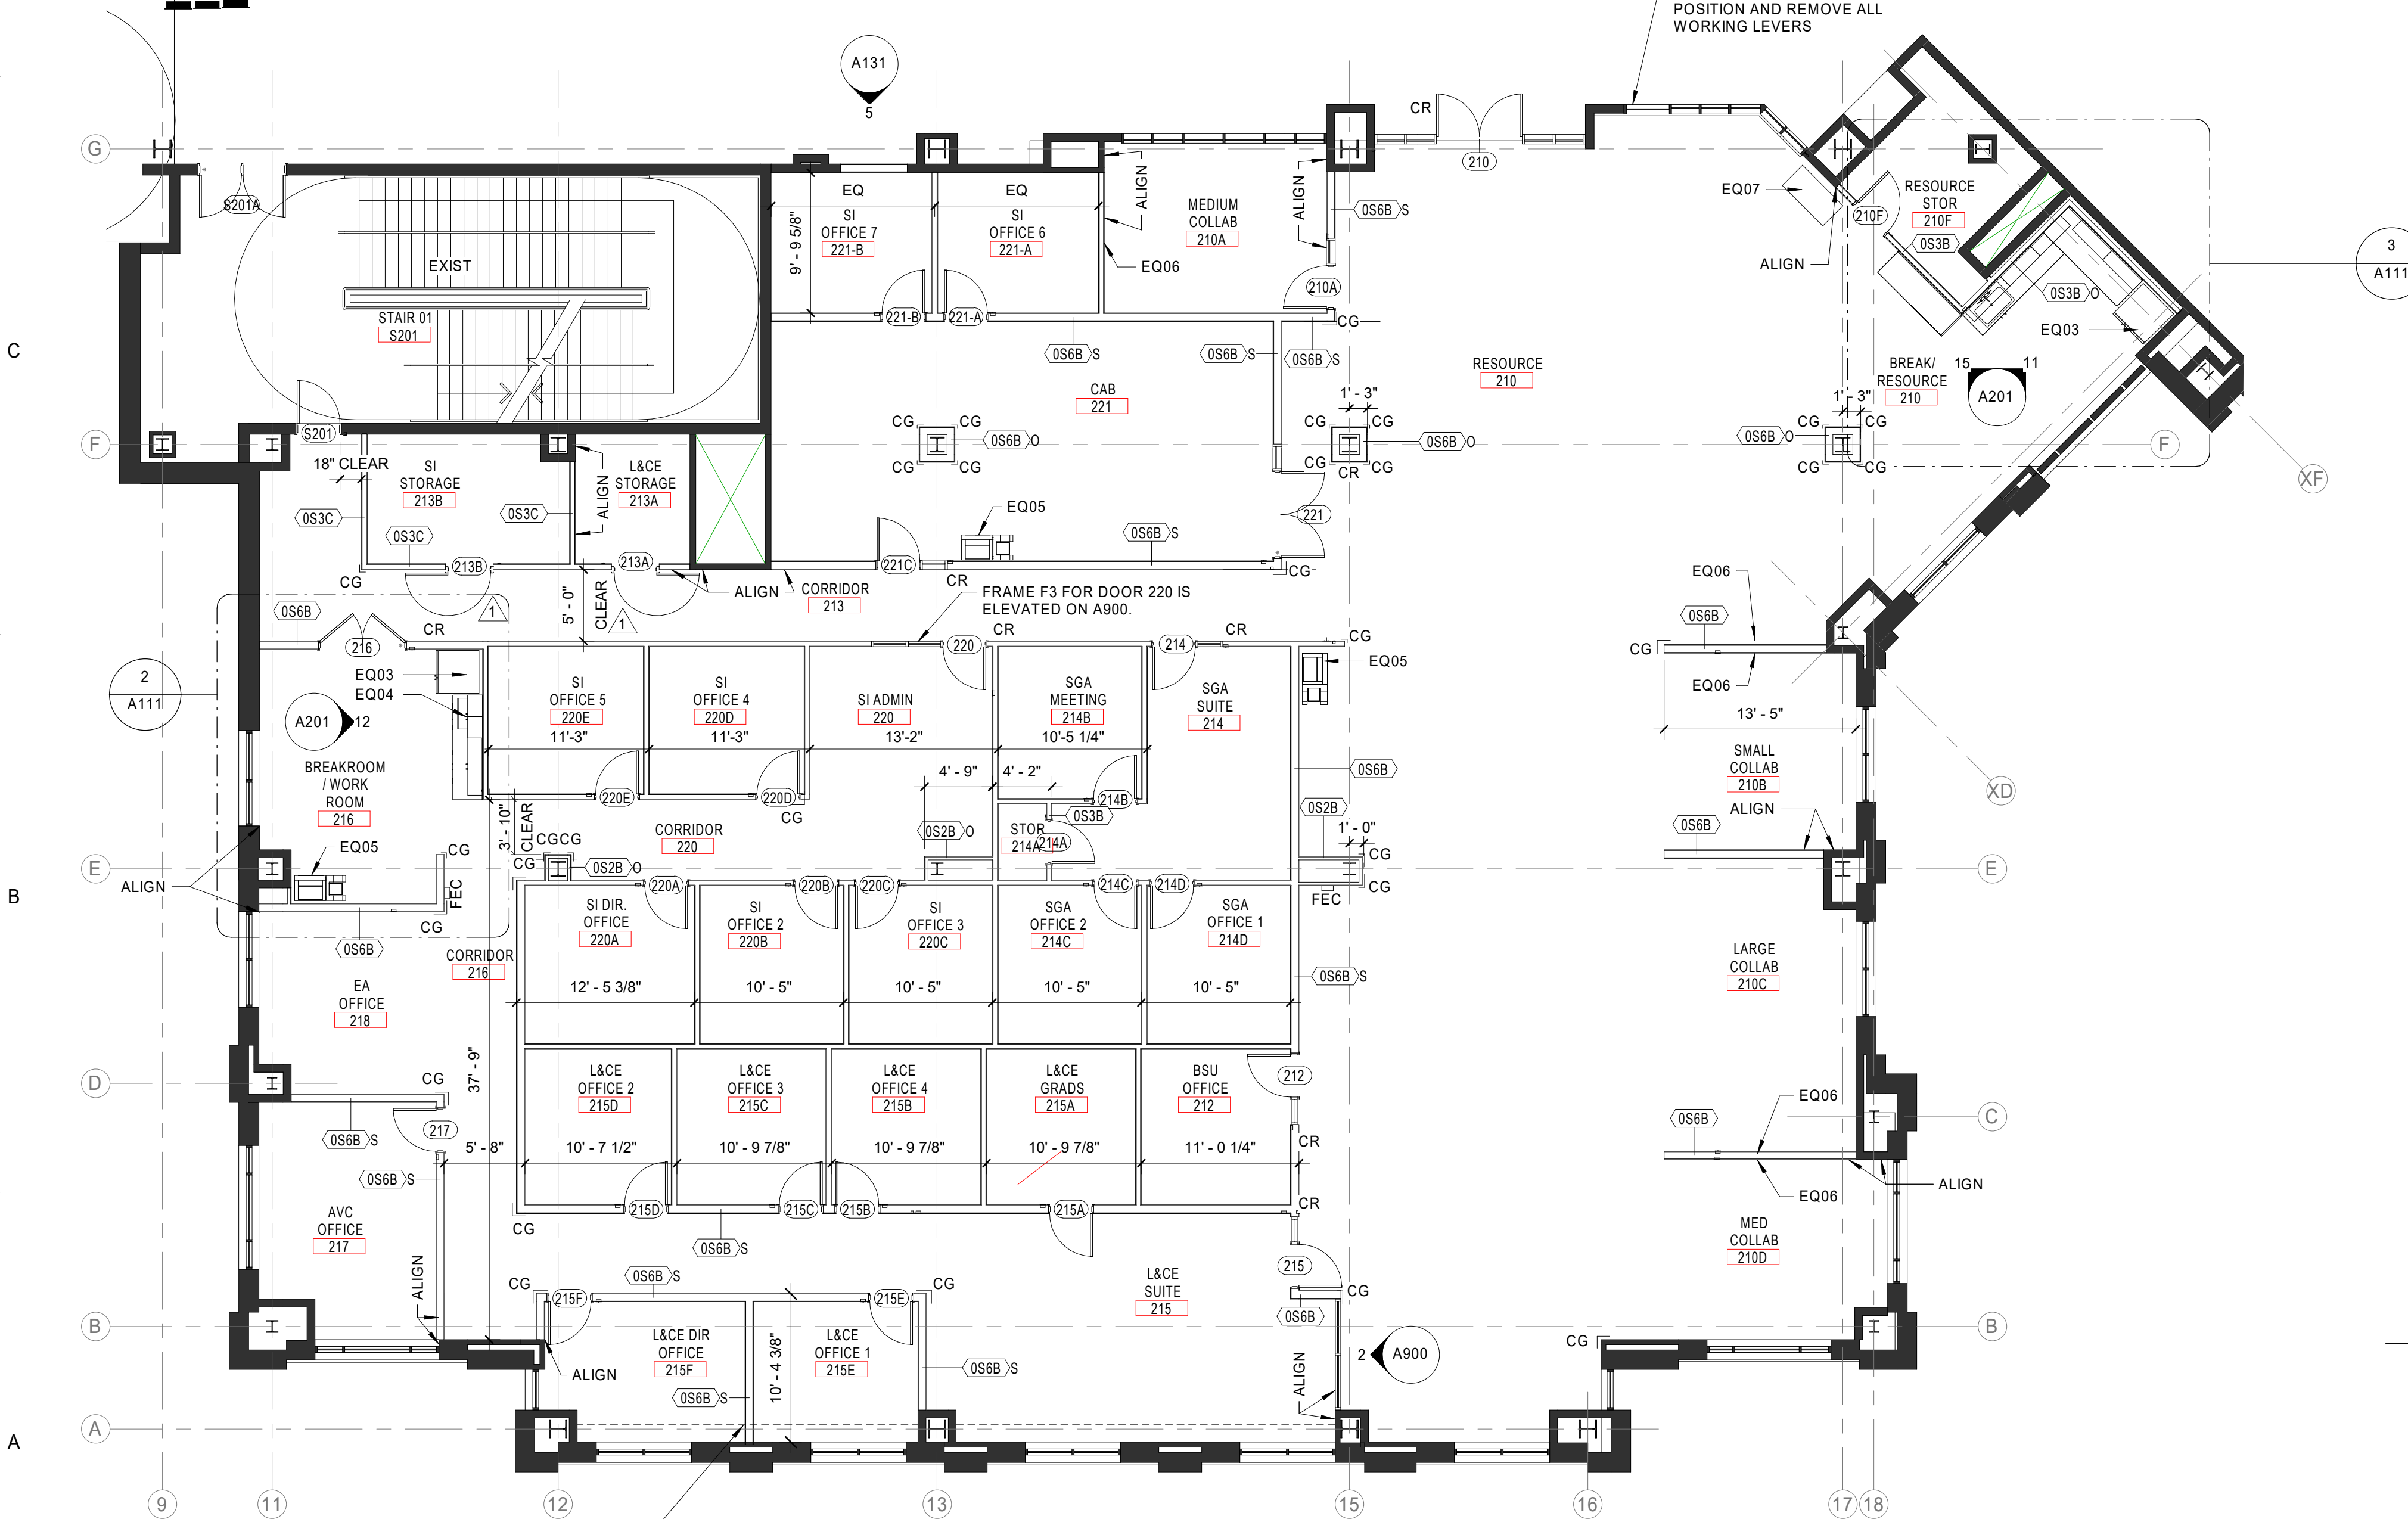 POSITION AND REMOVE ALL
WORKING LEVERS
A131
5
CR
G
210
S201A
EQ
EQ
ALIGN
ALIGN
EQ07
RESOURCE
STOR
210F
210F
0S3B
SI
OFFICE 7
221-B
SI
OFFICE 6
221-A
MEDIUM
COLLAB
210A
0S6B S
9' - 9 5/8"
EQ06
ALIGN
3
A111
EXIST
210A
0S3B O
STAIR 01
S201
221-B
221-A
CG
EQ03
C
0S6B S
0S6B S
0S6B S
RESOURCE
210
BREAK/
RESOURCE
210
15
11
A201
CAB
221
1' - 3"
1' - 3"
CG CG
CG CG
CG CG
F
S201
0S6B O
0S6B O
0S6B O
F
18" CLEAR
SI
STORAGE
213B
L&CE
STORAGE
213A
ALIGN
CG CG
CG CG
CR
CG CG
XF
0S3C
0S3C
0S3C
EQ05
221
0S6B S
213B
213A
221C
CG
CG
CR
EQ06
ALIGN
CORRIDOR
213
FRAME F3 FOR DOOR 220 IS
ELEVATED ON A900.
5' - 0"
CLEAR
1
1
0S6B
0S6B
216
CR
CR
CR
220
214
CG
CG
EQ05
EQ06
2
A111
EQ03
EQ04
A201
12
SI
OFFICE 5
220E
11'-3"
SI
OFFICE 4
220D
11'-3"
SI ADMIN
220
13'-2"
SGA
MEETING
214B
10'-5 1/4"
SGA
SUITE
214
13' - 5"
BREAKROOM
/ WORK
ROOM
216
4' - 9"
4' - 2"
0S6B
SMALL
COLLAB
210B
XD
220E
220D
214B
CG
0S3B
0S2B
ALIGN
3' - 10"
CLEAR
CORRIDOR
220
0S2B O
STOR
214A
214A
1' - 0"
0S6B
EQ05
CG
CGCG
CG
CG
E
0S2B O
E
ALIGN
FEC
220A
220B
220C
214C
214D
CG
FEC
B
CG
0S6B
SI DIR.
OFFICE
220A
SI
OFFICE 2
220B
SI
OFFICE 3
220C
SGA
OFFICE 2
214C
SGA
OFFICE 1
214D
LARGE
COLLAB
210C
CORRIDOR
216
0S6B S
EA
OFFICE
218
12' - 5 3/8"
10' - 5"
10' - 5"
10' - 5"
10' - 5"
37' - 9"
D
CG
L&CE
OFFICE 2
215D
L&CE
OFFICE 3
215C
L&CE
OFFICE 4
215B
L&CE
GRADS
215A
BSU
OFFICE
212
212
EQ06
0S6B
C
217
0S6B S
CR
5' - 8"
10' - 7 1/2"
10' - 9 7/8"
10' - 9 7/8"
10' - 9 7/8"
11' - 0 1/4"
0S6B S
EQ06
ALIGN
AVC
OFFICE
217
CG
215D
215C
215B
215A
CR
MED
COLLAB
210D
0S6B S
ALIGN
0S6B S
215
CG
215F
215E
CG
L&CE
SUITE
215
CG
0S6B
B
B
L&CE DIR
OFFICE
215F
L&CE
OFFICE 1
215E
10' - 4 3/8"
CG
2
A900
ALIGN
0S6B S
0S6B S
ALIGN
A
A
9
11
12
13
15
16
17
18